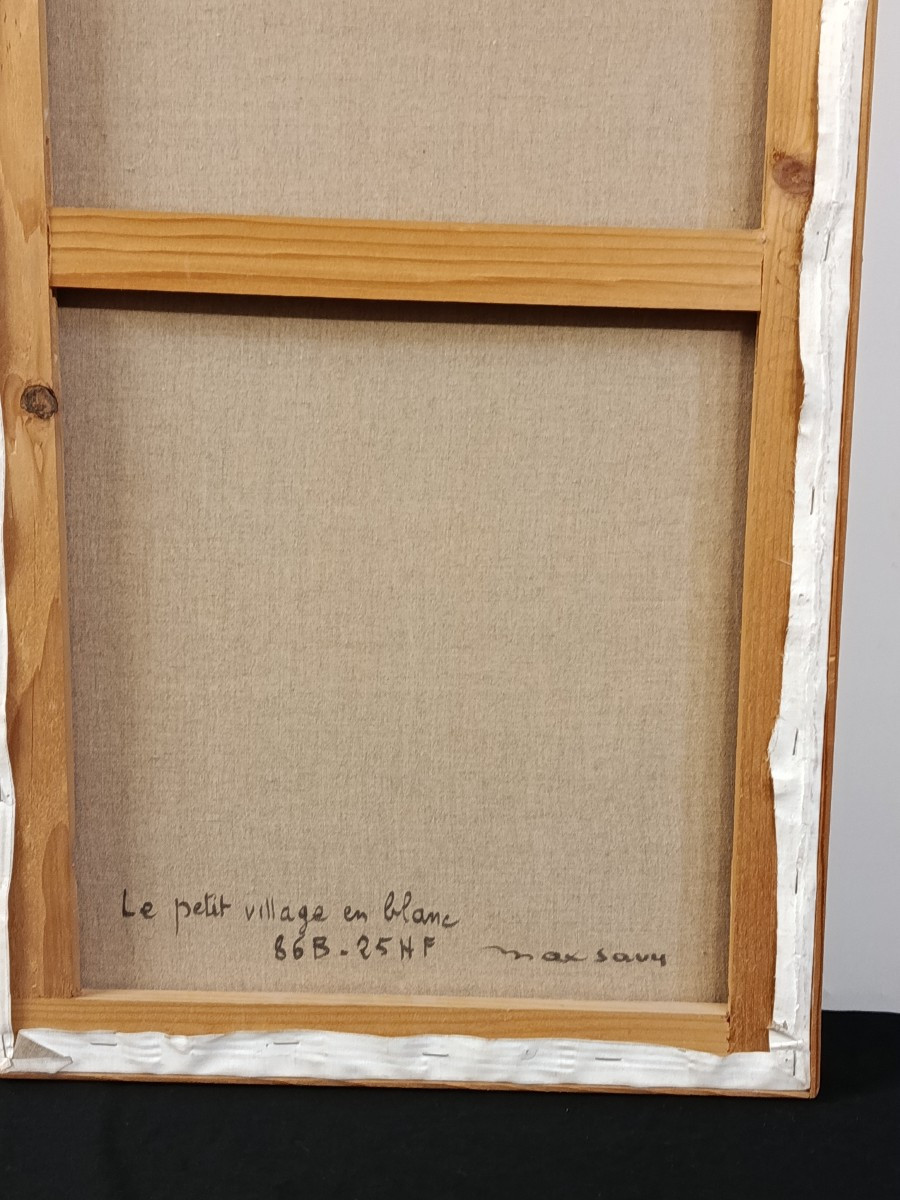 Le petit village en blanc
86B-25HF max savy